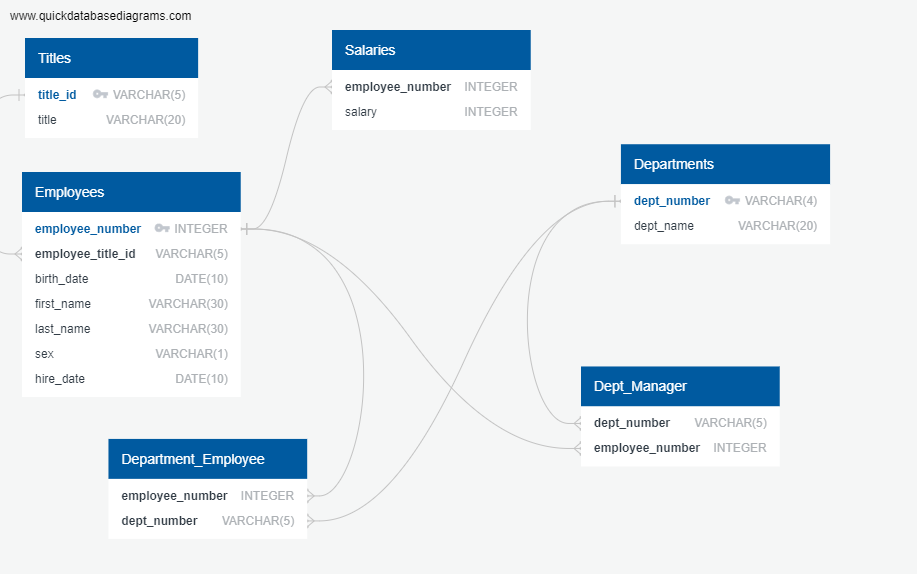 www.quickdatabasediagrams.com
Titles
title_id VARCHAR(5)
title VARCHAR(20)
Salaries
employee_number INTEGER
salary INTEGER
Departments
dept_number VARCHAR(4)
dept_name VARCHAR(20)
Employees
employee_number INTEGER
employee_title_id VARCHAR(5)
birth_date DATE(10)
first_name VARCHAR(30)
last_name VARCHAR(30)
sex VARCHAR(1)
hire_date DATE(10)
Dept_Manager
dept_number VARCHAR(5)
employee_number INTEGER
Department_Employee
employee_number INTEGER
dept_number VARCHAR(5)